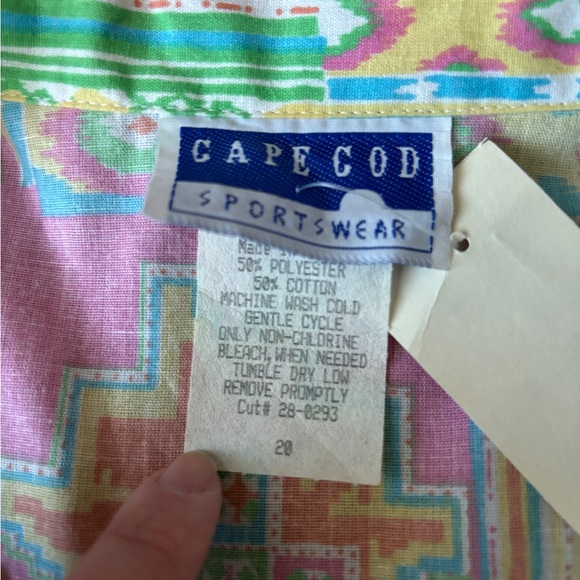 CAPE COD
SPORTSWEAR
Made
50% POLYESTER
50% COTTON
MACHINE WASH COLD
GENTLE CYCLE
ONLY NON-CHLORINE
BLEACH, WHEN NEEDED
TUMBLE DRY LOW
REMOVE PROMPTLY
Cut# 28-0293
20